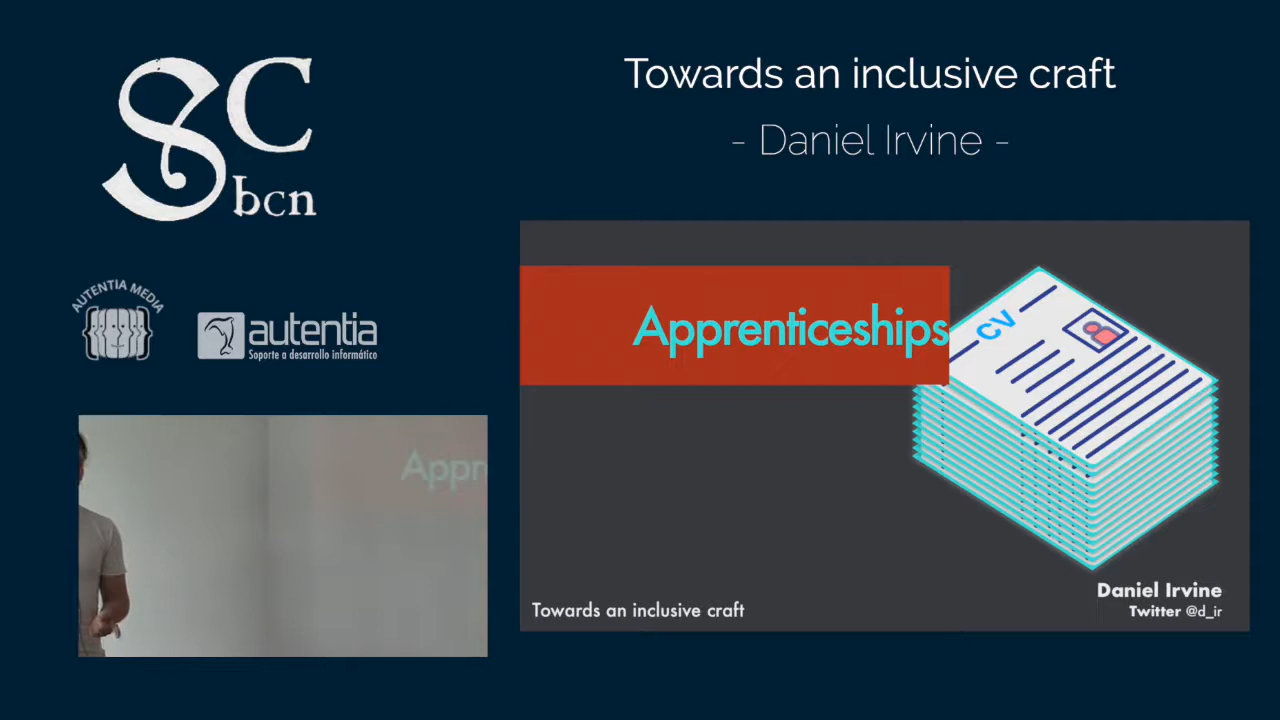 SC
bcn
Towards an inclusive craft
- Daniel Irvine -
AUTENTIA MEDIA
autentia
Soporte a desarrollo informático
Appr
Apprenticeships
CV
Daniel Irvine
Twitter @d_ir
Towards an inclusive craft